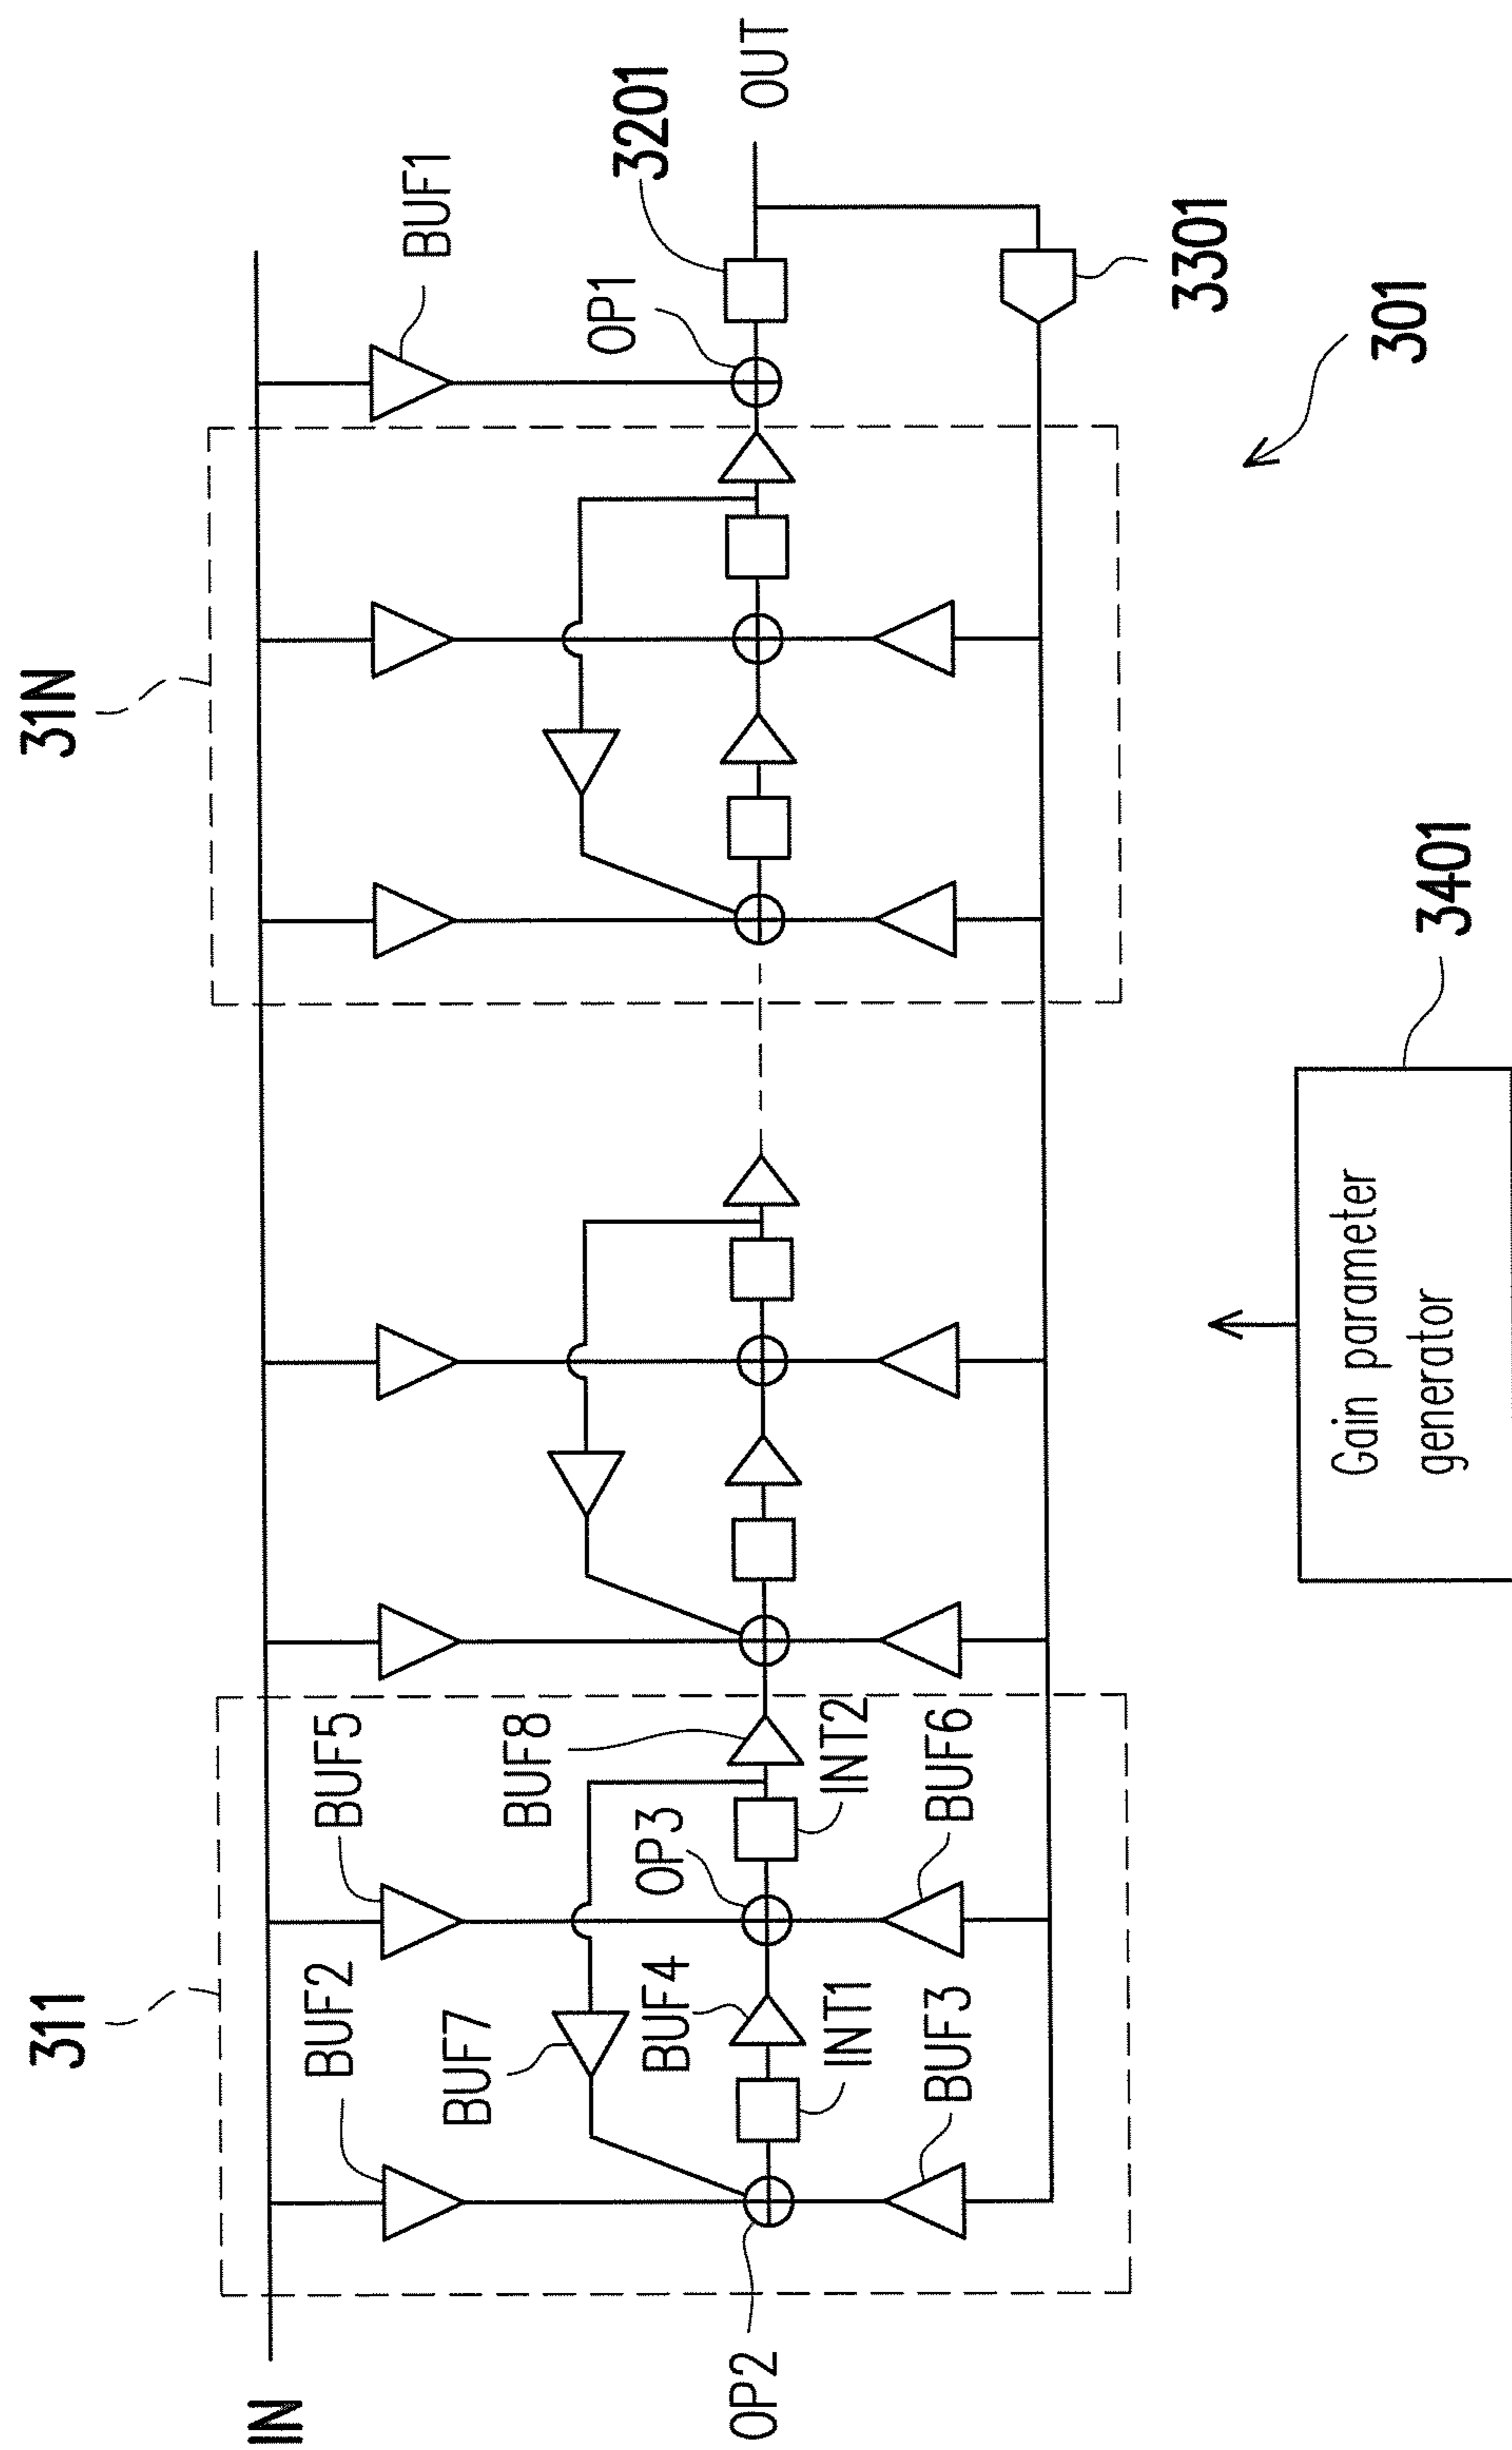 IN
311
BUF2
BUF5
BUF7
BUF8
BUF4
OP3
OP2
INT1
INT2
BUF3
BUF6
31N
BUF1
OP1
3201
OUT
3301
301
3401
Gain parameter
generator